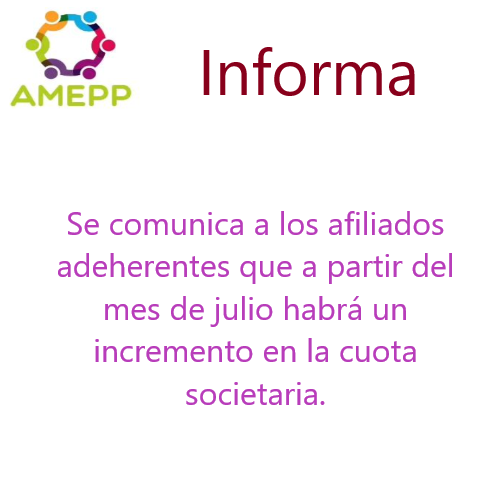 AMEPP
Informa
Se comunica a los afiliados
adeherentes que a partir del
mes de julio habrá un
incremento en la cuota
societaria.